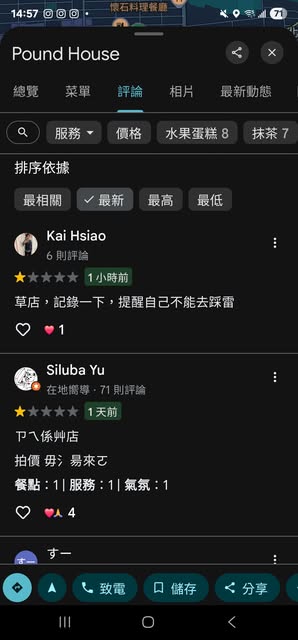 14:57
71
懷石料理餐廳
Pound House
總覽 菜單 評論 相片 最新動態
服務 價格 水果蛋糕 8 抹茶 7
排序依據
最相關 最新 最高 最低
Kai Hsiao
6 則評論
1 小時前
草店，記錄一下，提醒自己不能去踩雷
1
Siluba Yu
在地嚮導 · 71 則評論
1 天前
ㄗㄟ係艸店
拍價 毋氵昜來ㄛ
餐點：1 | 服務：1 | 氣氛：1
4
すー
すー
致電 儲存 分享